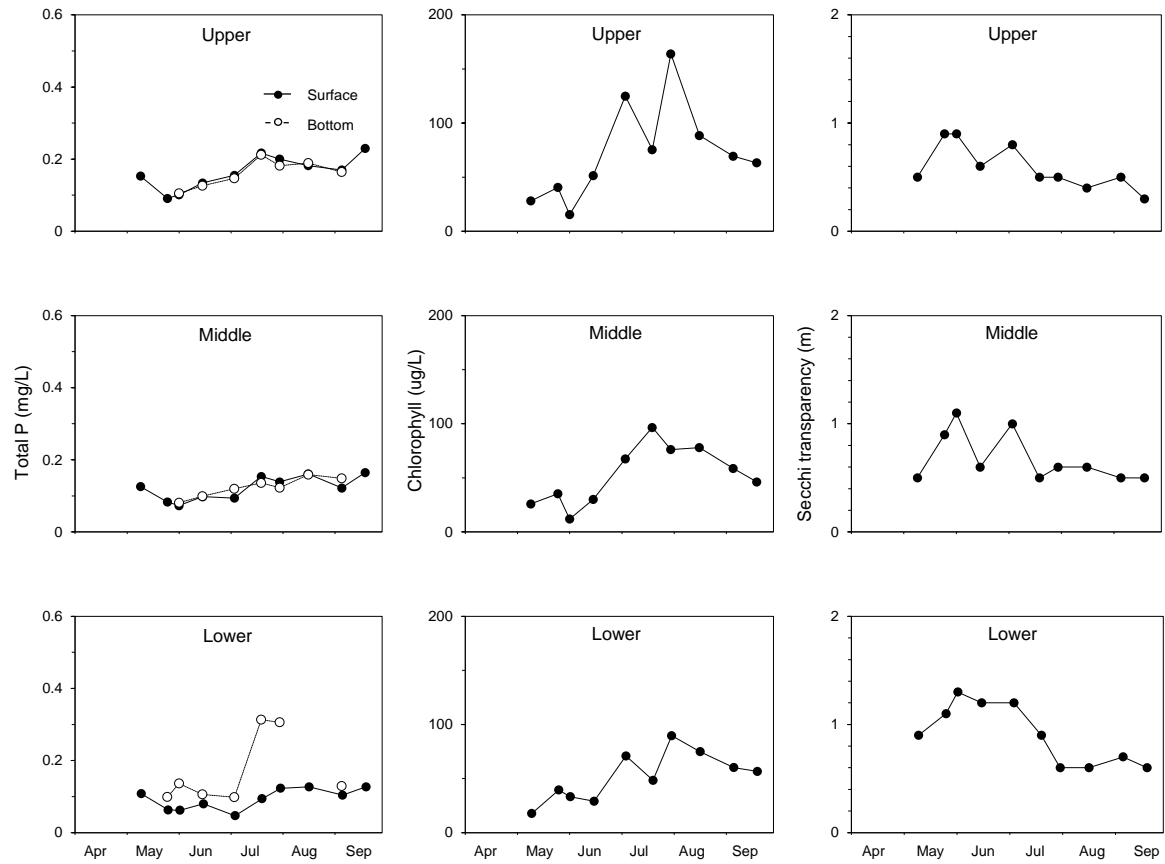 0.6
0.4
0.2
0
Upper
Surface
Bottom
200
100
0
Upper
2
1
0
Upper
Total P (mg/L)
0.6
0.4
0.2
0
Middle
Chlorophyll (ug/L)
200
100
0
Middle
Secchi transparency (m)
2
1
0
Middle
0.6
0.4
0.2
0
Lower
Apr May Jun Jul Aug Sep
200
100
0
Lower
Apr May Jun Jul Aug Sep
2
1
0
Lower
Apr May Jun Jul Aug Sep